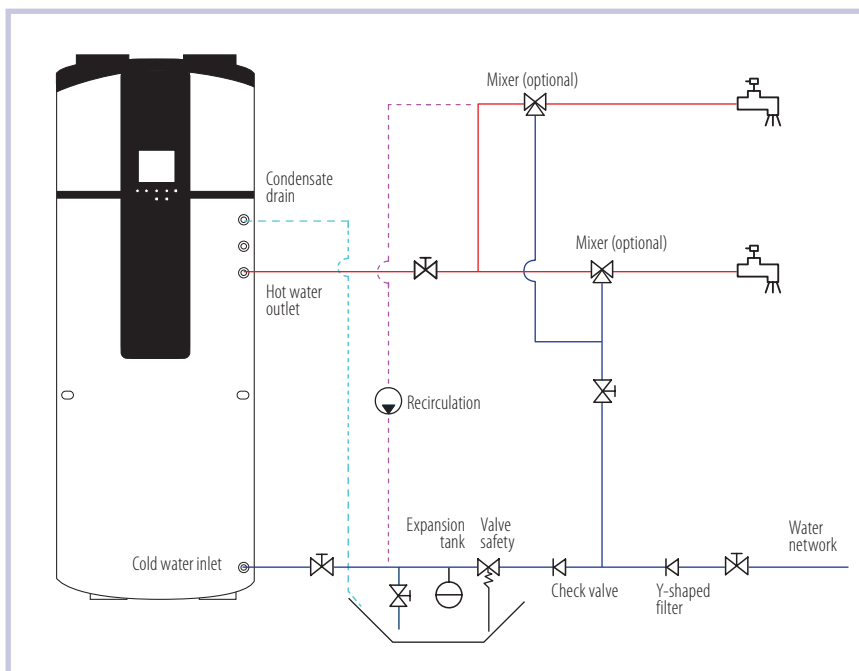 Mixer (optional)
Condensate
drain
Mixer (optional)
Hot water
outlet
Recirculation
Expansion
tank
Valve
safety
Water
network
Cold water inlet
Check valve
Y-shaped
filter